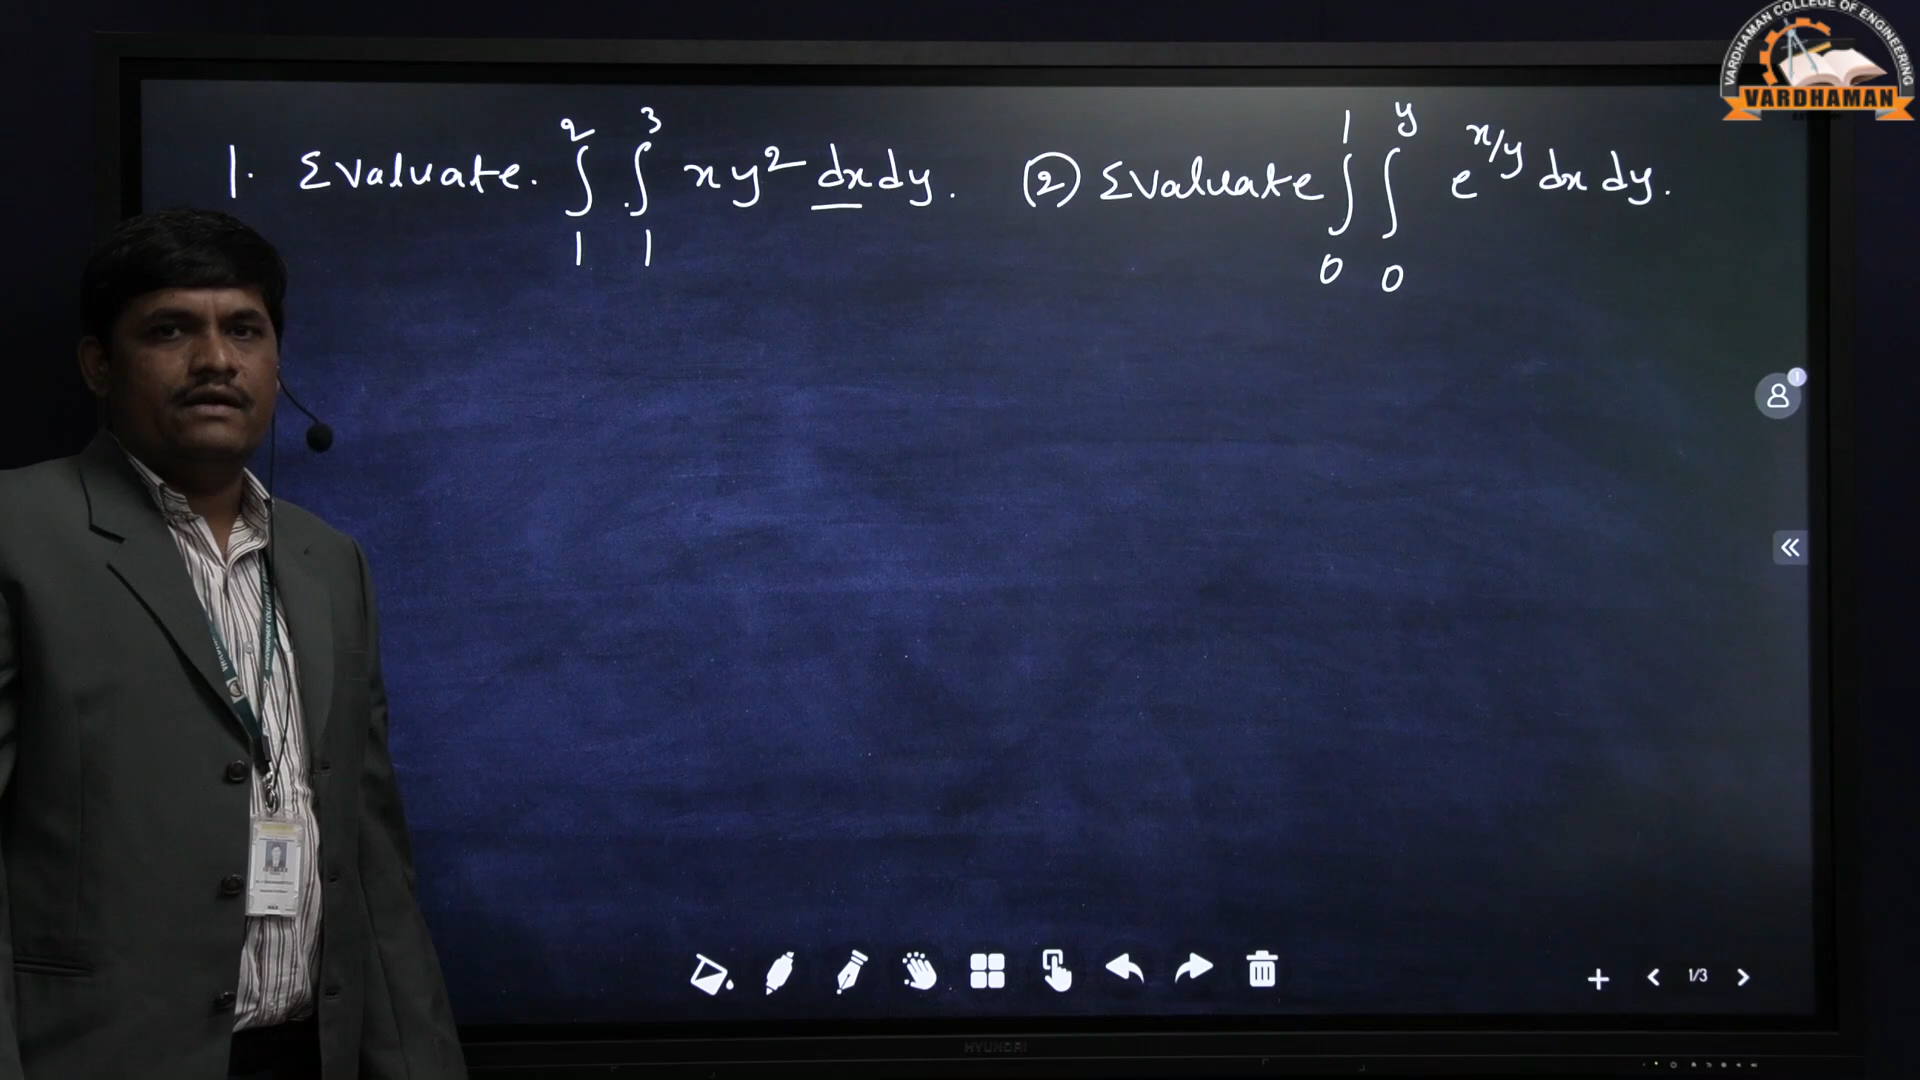 VARDHAMAN COLLEGE OF ENGINEERING
VARDHAMAN
1. Evaluate. ∫₁² ∫₁³ xy² dx dy. ② Evaluate ∫₀¹ ∫₀ʸ e^(x/y) dx dy.
1
1/3
HYUNDAI